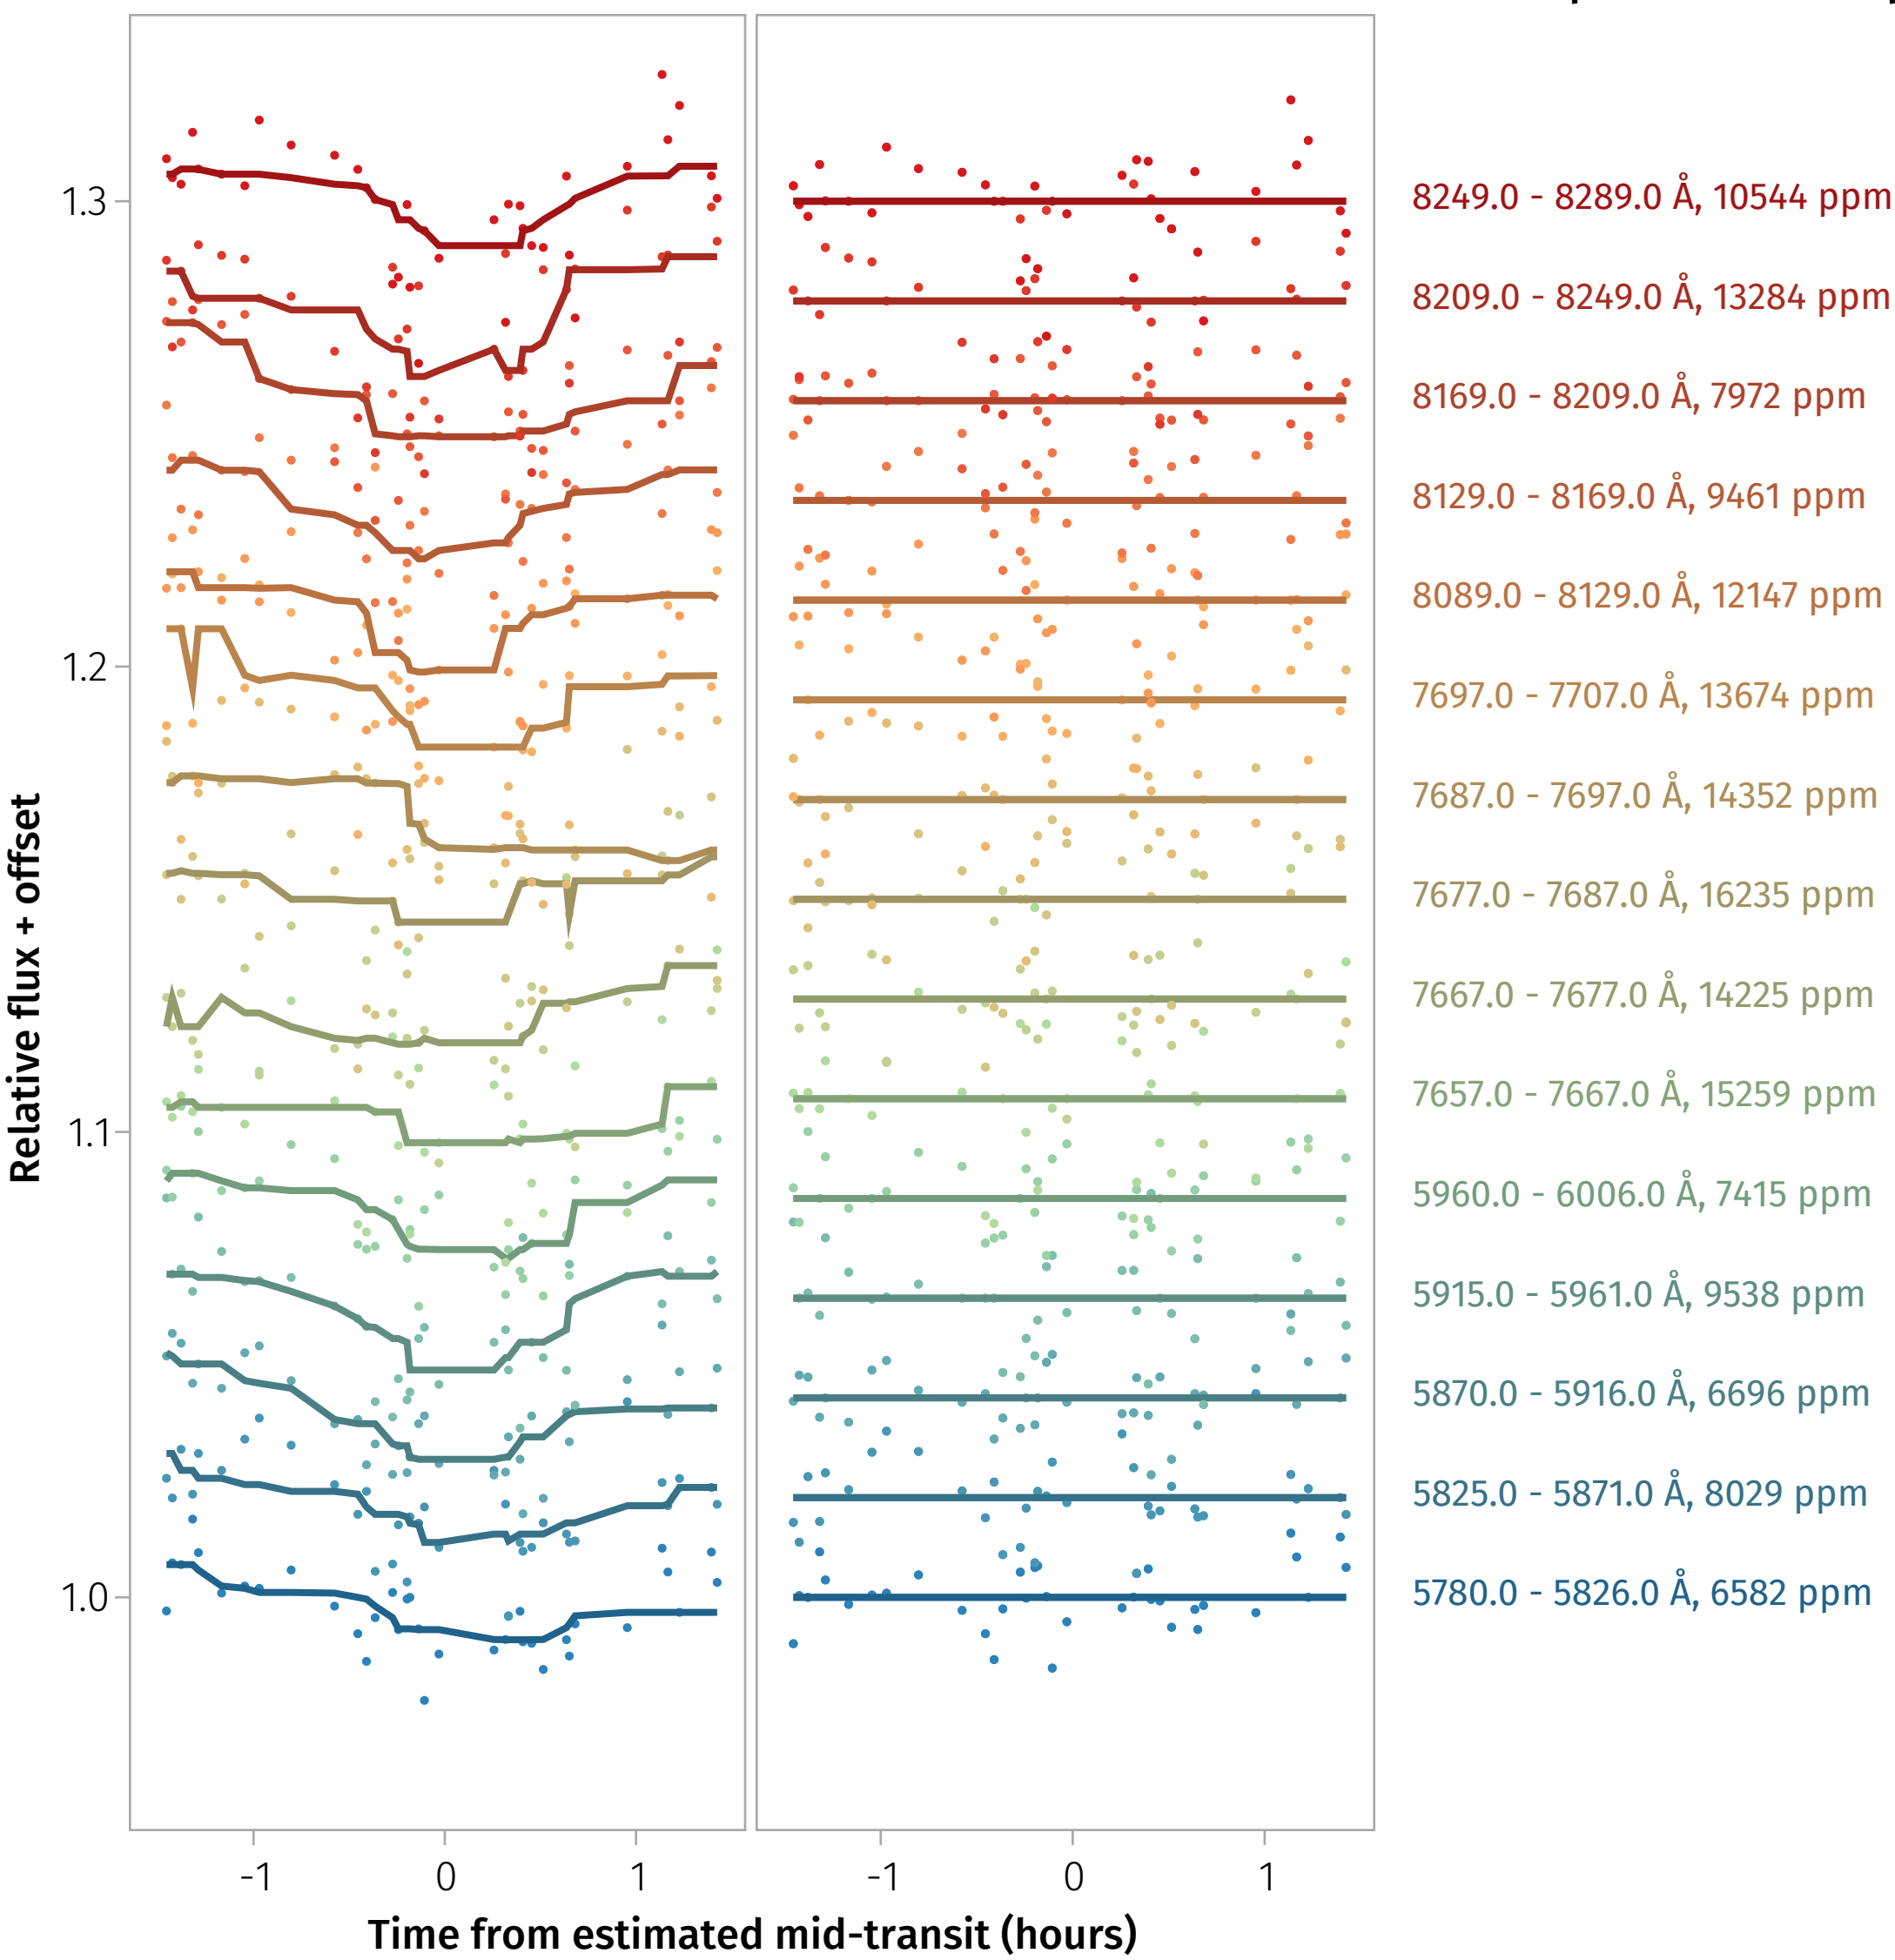 1.3
1.2
1.1
1.0
Relative flux + offset
-1 0 1
-1 0 1
Time from estimated mid-transit (hours)
8249.0 - 8289.0 Å, 10544 ppm
8209.0 - 8249.0 Å, 13284 ppm
8169.0 - 8209.0 Å, 7972 ppm
8129.0 - 8169.0 Å, 9461 ppm
8089.0 - 8129.0 Å, 12147 ppm
7697.0 - 7707.0 Å, 13674 ppm
7687.0 - 7697.0 Å, 14352 ppm
7677.0 - 7687.0 Å, 16235 ppm
7667.0 - 7677.0 Å, 14225 ppm
7657.0 - 7667.0 Å, 15259 ppm
5960.0 - 6006.0 Å, 7415 ppm
5915.0 - 5961.0 Å, 9538 ppm
5870.0 - 5916.0 Å, 6696 ppm
5825.0 - 5871.0 Å, 8029 ppm
5780.0 - 5826.0 Å, 6582 ppm